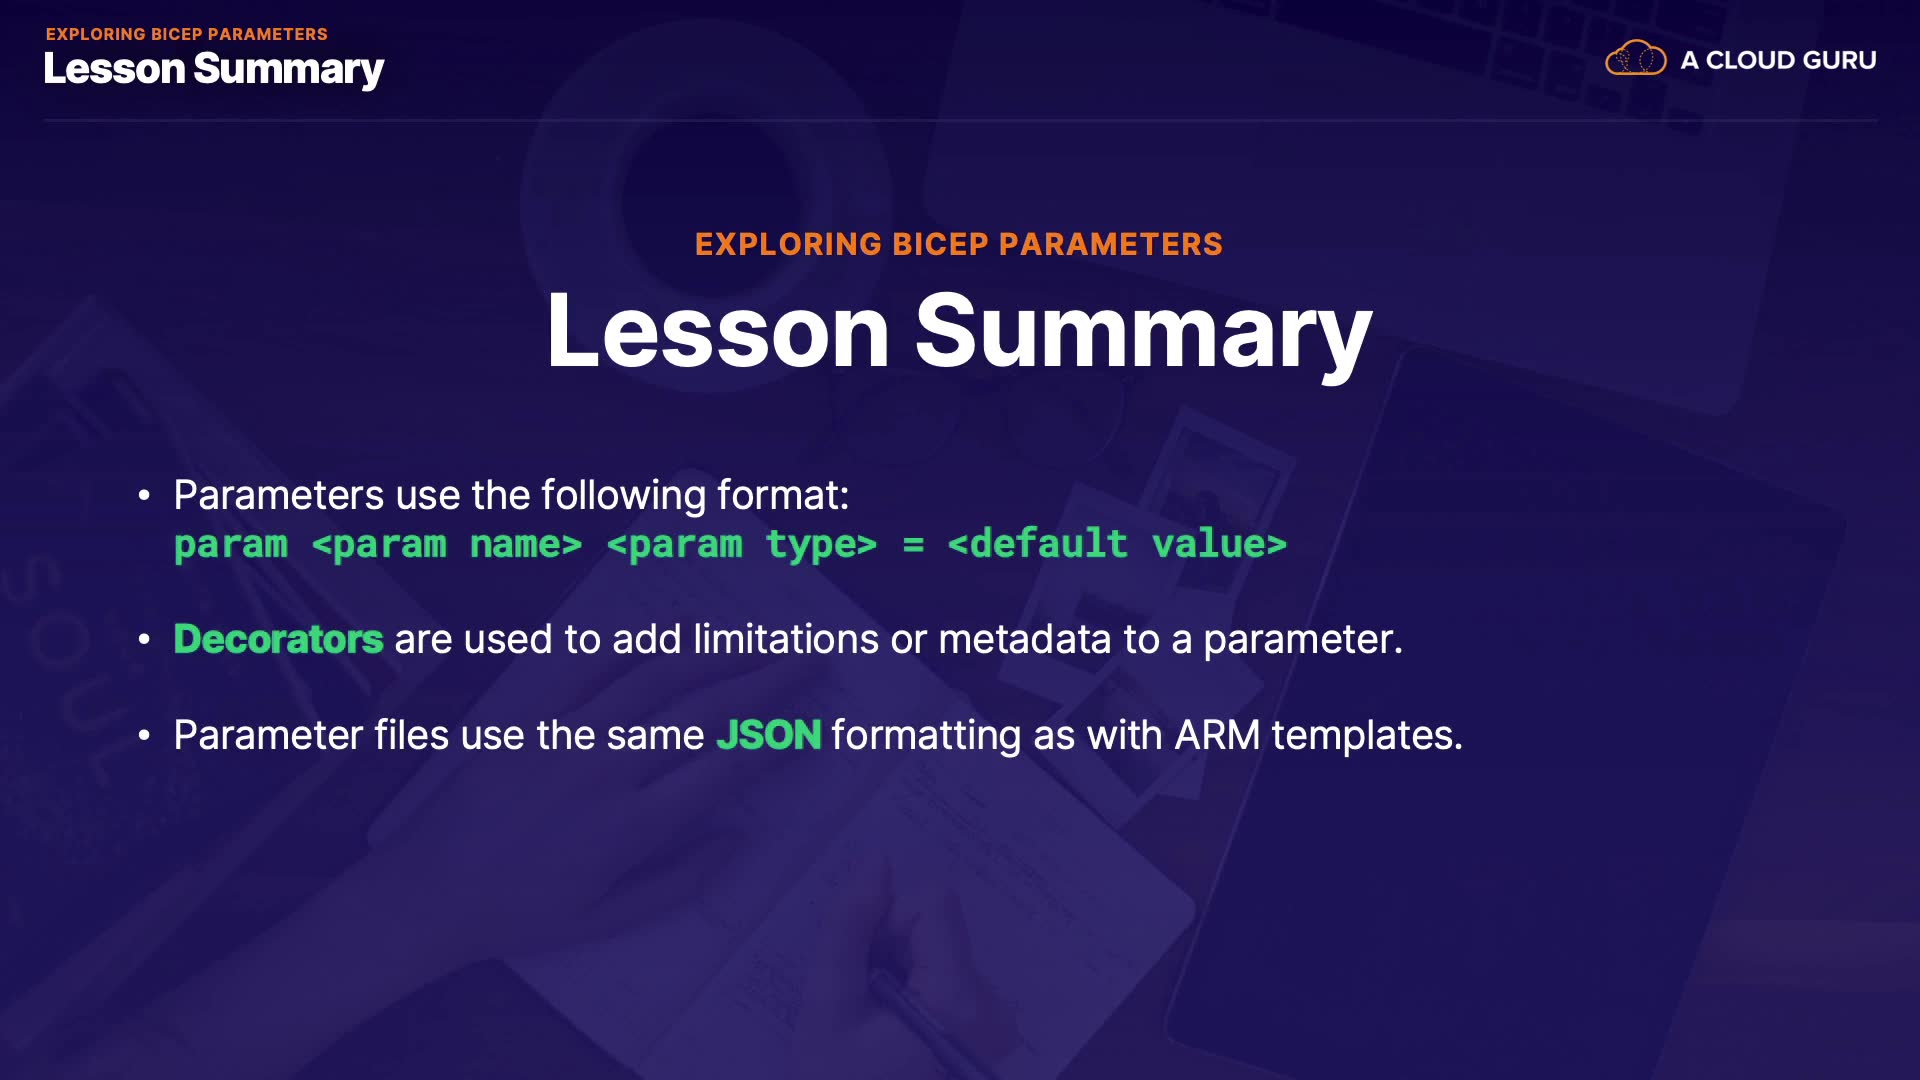 EXPLORING BICEP PARAMETERS
Lesson Summary
A CLOUD GURU
EXPLORING BICEP PARAMETERS
Lesson Summary
• Parameters use the following format:
param <param name> <param type> = <default value>
• Decorators are used to add limitations or metadata to a parameter.
• Parameter files use the same JSON formatting as with ARM templates.
SOUL